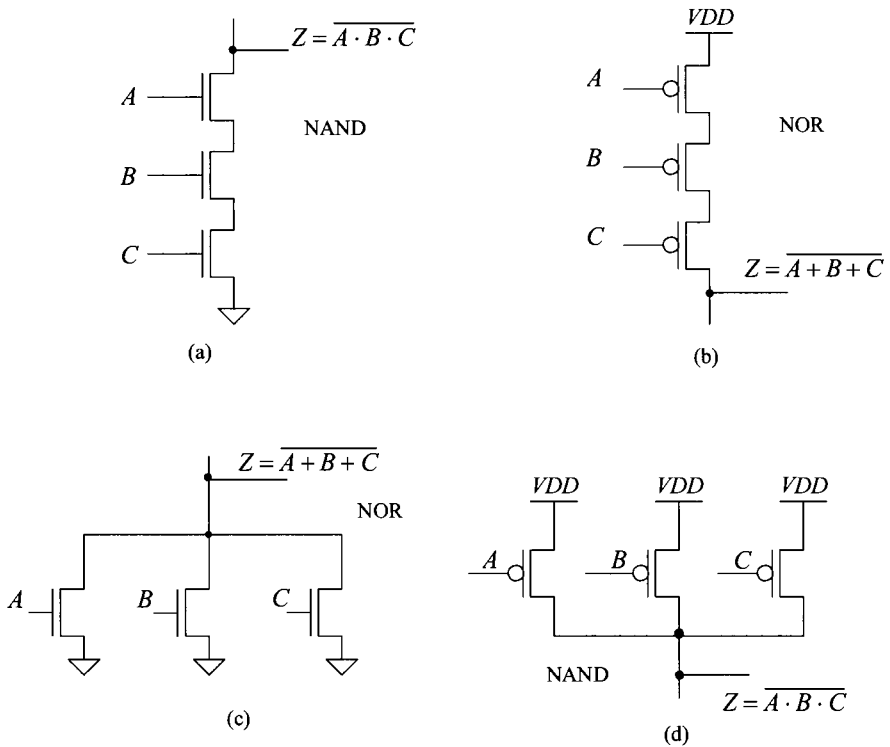 Z = \overline{A · B · C}
A
NAND
B
C
(a)
VDD
A
NOR
B
C
Z = \overline{A + B + C}
(b)
Z = \overline{A + B + C}
NOR
A
B
C
(c)
VDD
VDD
VDD
A
B
C
NAND
Z = \overline{A · B · C}
(d)